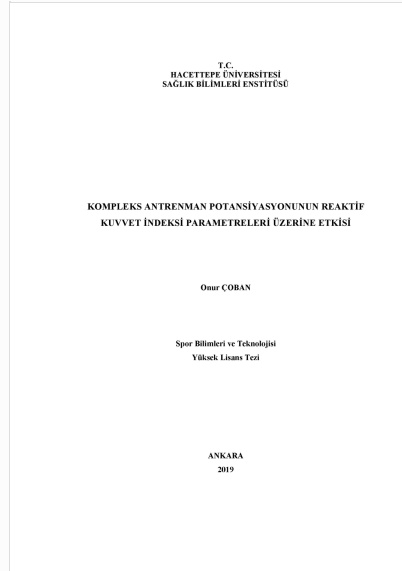 T.C.
HACETTEPE ÜNİVERSİTESİ
SAĞLIK BİLİMLERİ ENSTİTÜSÜ
KOMPLEKS ANTRENMAN POTANSİYASYONUNUN REAKTİF
KUVVET İNDEKSİ PARAMETRELERİ ÜZERİNE ETKİSİ
Onur ÇOBAN
Spor Bilimleri ve Teknolojisi
Yüksek Lisans Tezi
ANKARA
2019